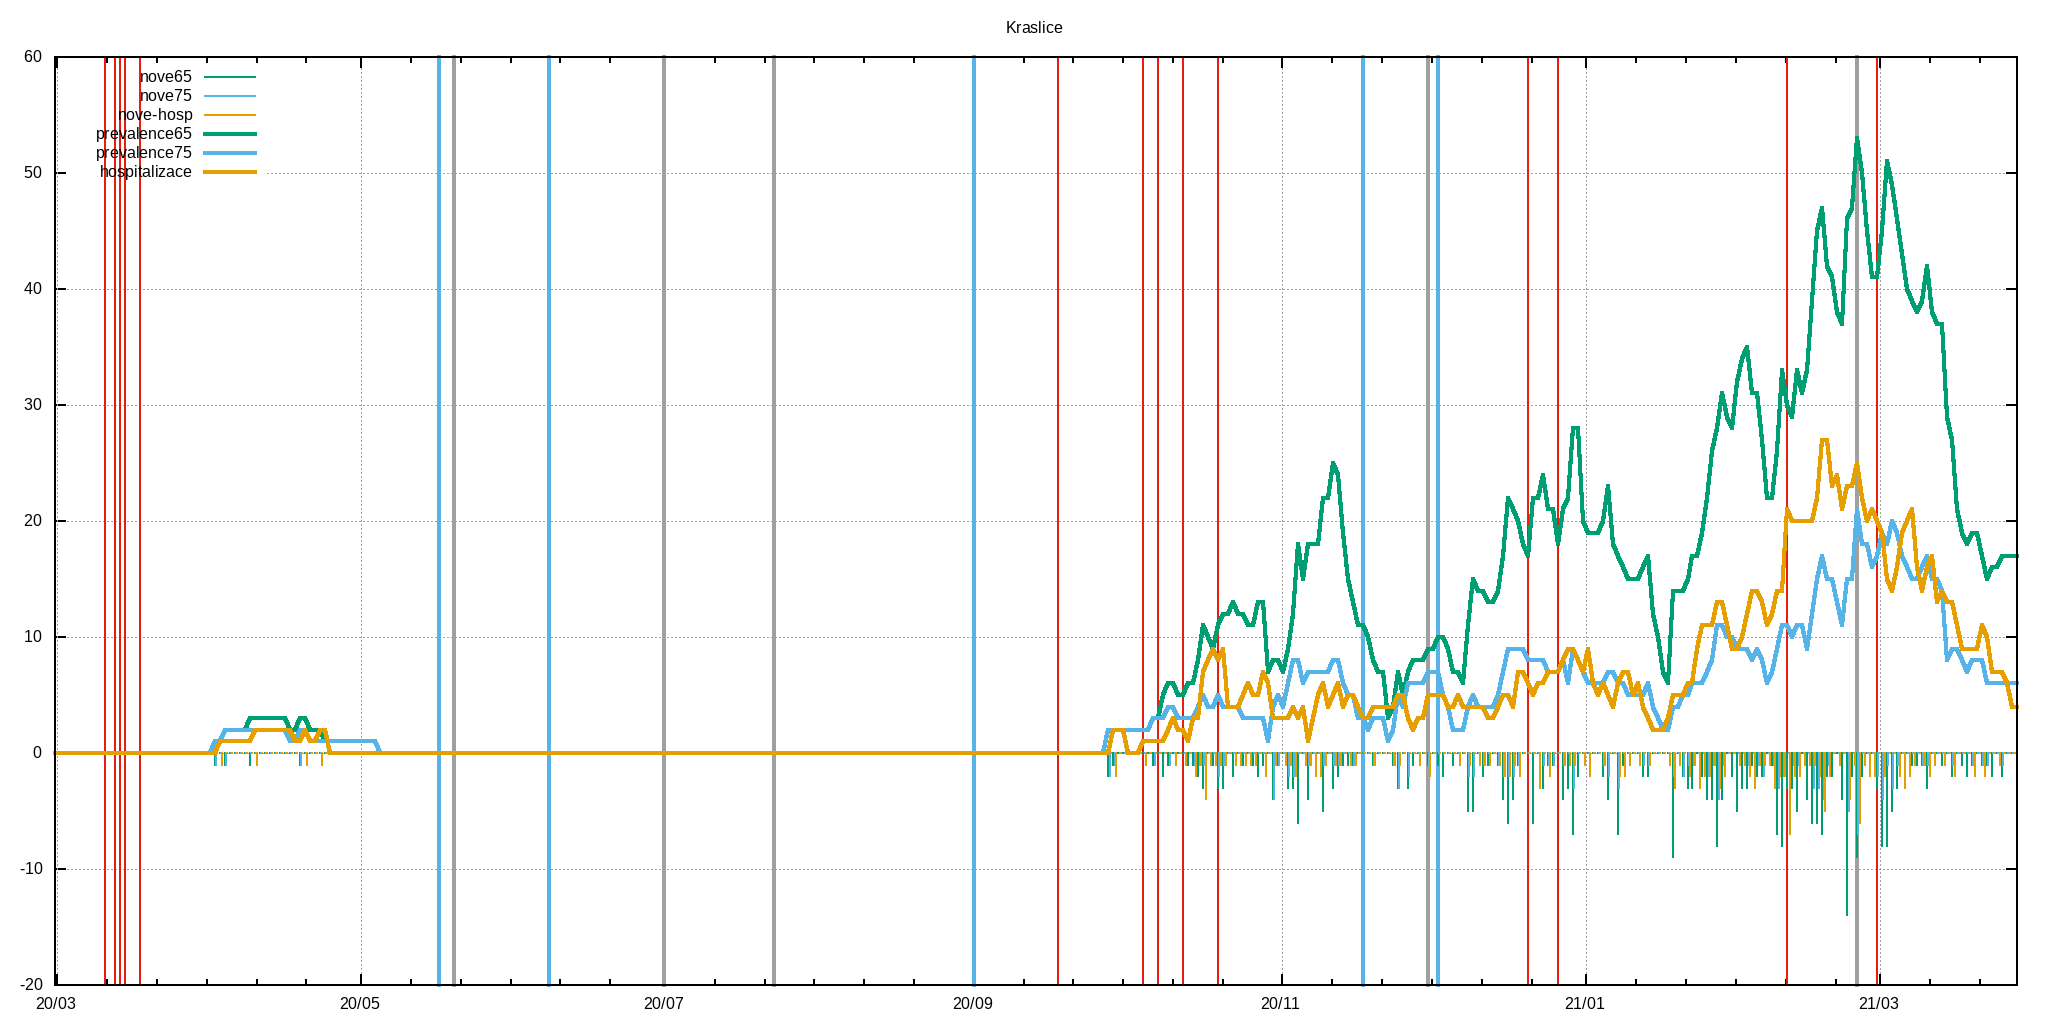 Kraslice
60
50
40
30
20
10
0
-10
-20
nove65
nove75
nove-hosp
prevalence65
prevalence75
hospitalizace
20/03 20/05 20/07 20/09 20/11 21/01 21/03